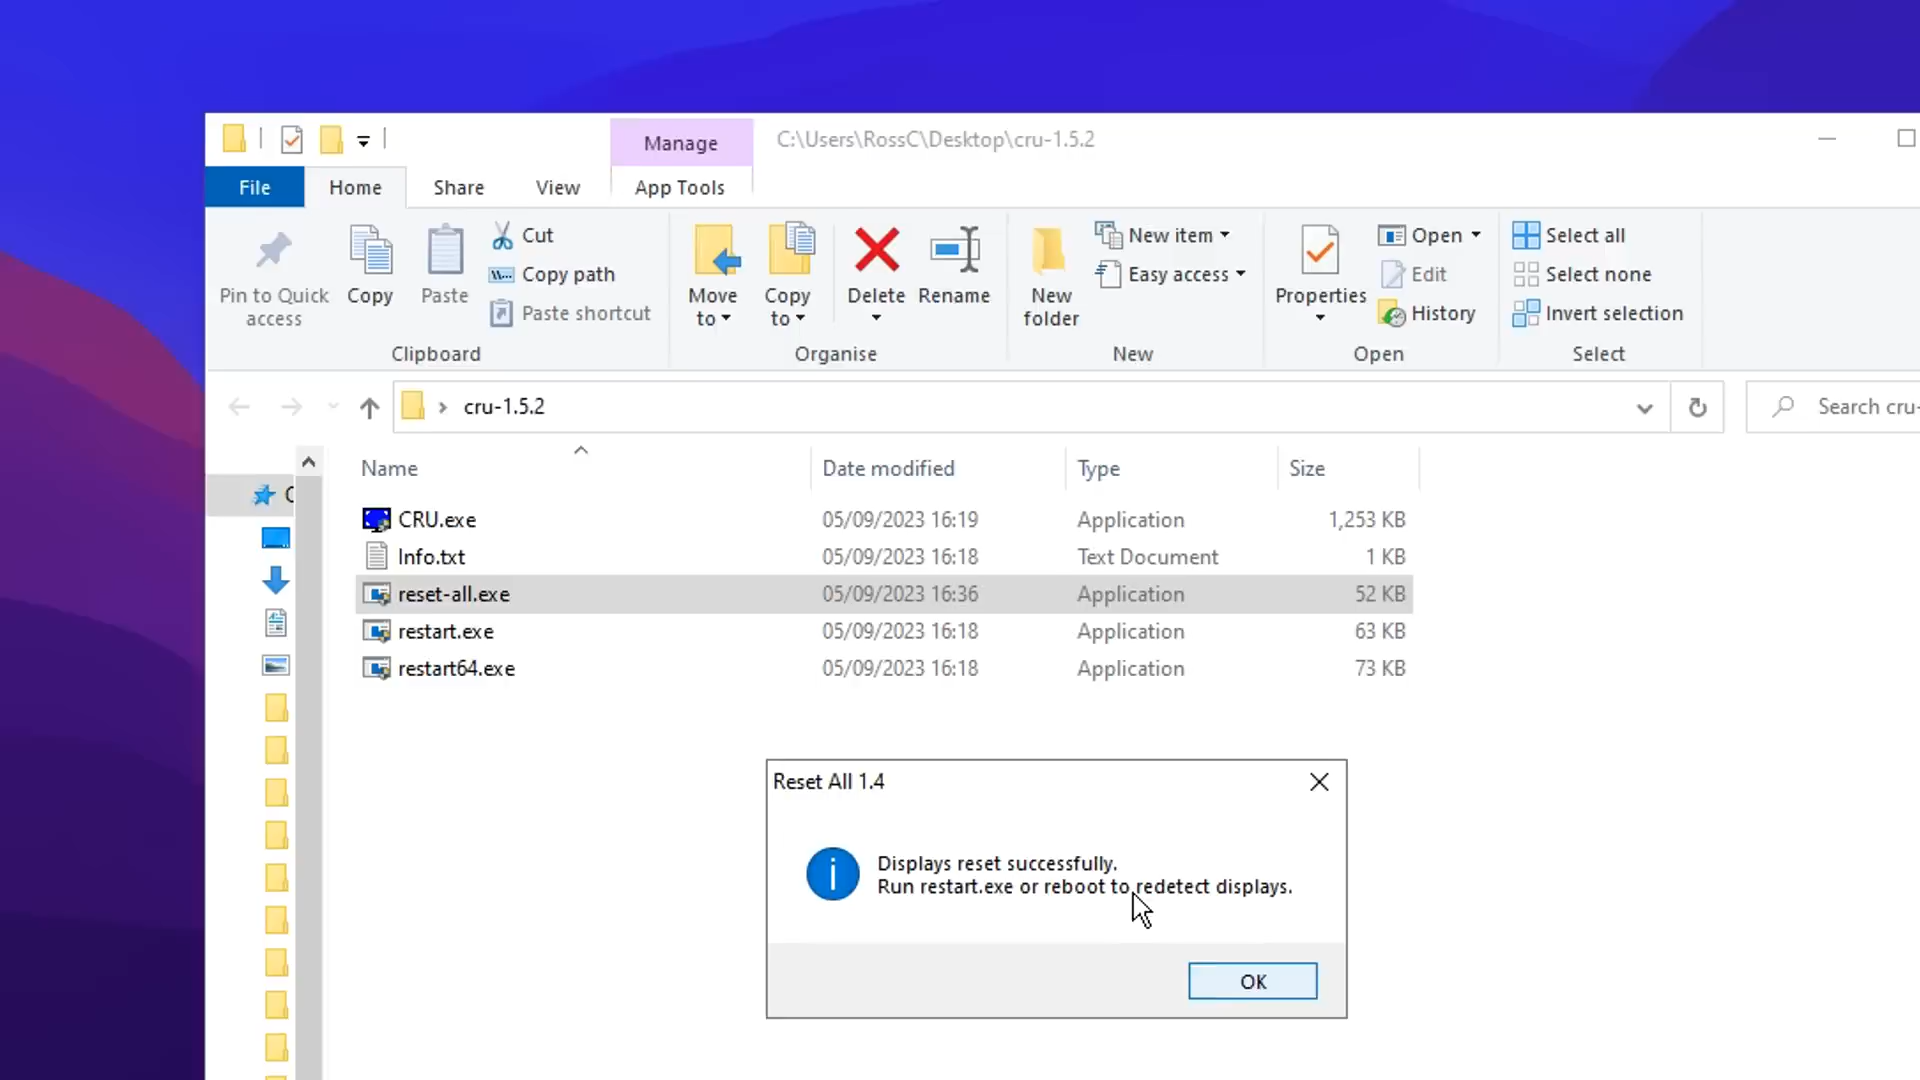 Manage
C:\Users\RossC\Desktop\cru-1.5.2
File
Home
Share
View
App Tools
Pin to Quick access
Copy
Paste
Cut
Copy path
Paste shortcut
Clipboard
Move to
Copy to
Delete
Rename
Organise
New folder
New item
Easy access
New
Properties
Open
Edit
History
Open
Select all
Select none
Invert selection
Select
cru-1.5.2
Search cru-
Name Date modified Type Size
CRU.exe 05/09/2023 16:19 Application 1,253 KB
Info.txt 05/09/2023 16:18 Text Document 1 KB
reset-all.exe 05/09/2023 16:36 Application 52 KB
restart.exe 05/09/2023 16:18 Application 63 KB
restart64.exe 05/09/2023 16:18 Application 73 KB
Reset All 1.4
Displays reset successfully.
Run restart.exe or reboot to redetect displays.
OK